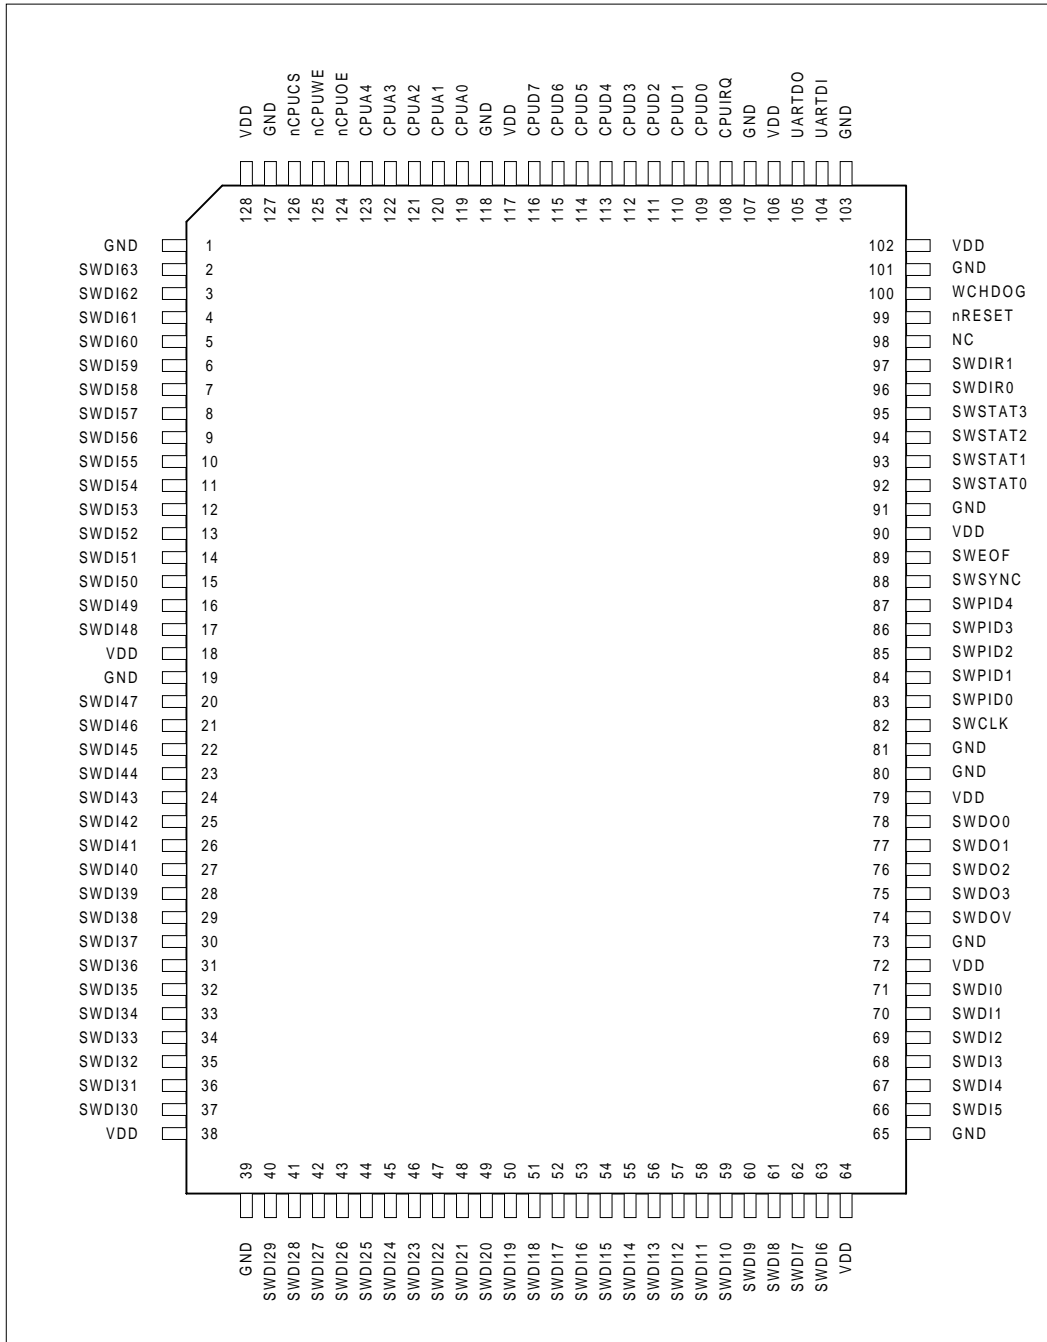 VDD
GND
nCPUCS
nCPUWE
nCPUOE
CPUA4
CPUA3
CPUA2
CPUA1
CPUA0
GND
VDD
CPUD7
CPUD6
CPUD5
CPUD4
CPUD3
CPUD2
CPUD1
CPUD0
CPUIRQ
GND
VDD
UARTDO
UARTDI
GND
128
127
126
125
124
123
122
121
120
119
118
117
116
115
114
113
112
111
110
109
108
107
106
105
104
103
GND 1
SWDI63 2
SWDI62 3
SWDI61 4
SWDI60 5
SWDI59 6
SWDI58 7
SWDI57 8
SWDI56 9
SWDI55 10
SWDI54 11
SWDI53 12
SWDI52 13
SWDI51 14
SWDI50 15
SWDI49 16
SWDI48 17
VDD 18
GND 19
SWDI47 20
SWDI46 21
SWDI45 22
SWDI44 23
SWDI43 24
SWDI42 25
SWDI41 26
SWDI40 27
SWDI39 28
SWDI38 29
SWDI37 30
SWDI36 31
SWDI35 32
SWDI34 33
SWDI33 34
SWDI32 35
SWDI31 36
SWDI30 37
VDD 38
102 VDD
101 GND
100 WCHDOG
99 nRESET
98 NC
97 SWDIR1
96 SWDIR0
95 SWSTAT3
94 SWSTAT2
93 SWSTAT1
92 SWSTAT0
91 GND
90 VDD
89 SWEOF
88 SWSYNC
87 SWPID4
86 SWPID3
85 SWPID2
84 SWPID1
83 SWPID0
82 SWCLK
81 GND
80 GND
79 VDD
78 SWDO0
77 SWDO1
76 SWDO2
75 SWDO3
74 SWDOV
73 GND
72 VDD
71 SWDI0
70 SWDI1
69 SWDI2
68 SWDI3
67 SWDI4
66 SWDI5
65 GND
39
40
41
42
43
44
45
46
47
48
49
50
51
52
53
54
55
56
57
58
59
60
61
62
63
64
GND
SWDI29
SWDI28
SWDI27
SWDI26
SWDI25
SWDI24
SWDI23
SWDI22
SWDI21
SWDI20
SWDI19
SWDI18
SWDI17
SWDI16
SWDI15
SWDI14
SWDI13
SWDI12
SWDI11
SWDI10
SWDI9
SWDI8
SWDI7
SWDI6
VDD